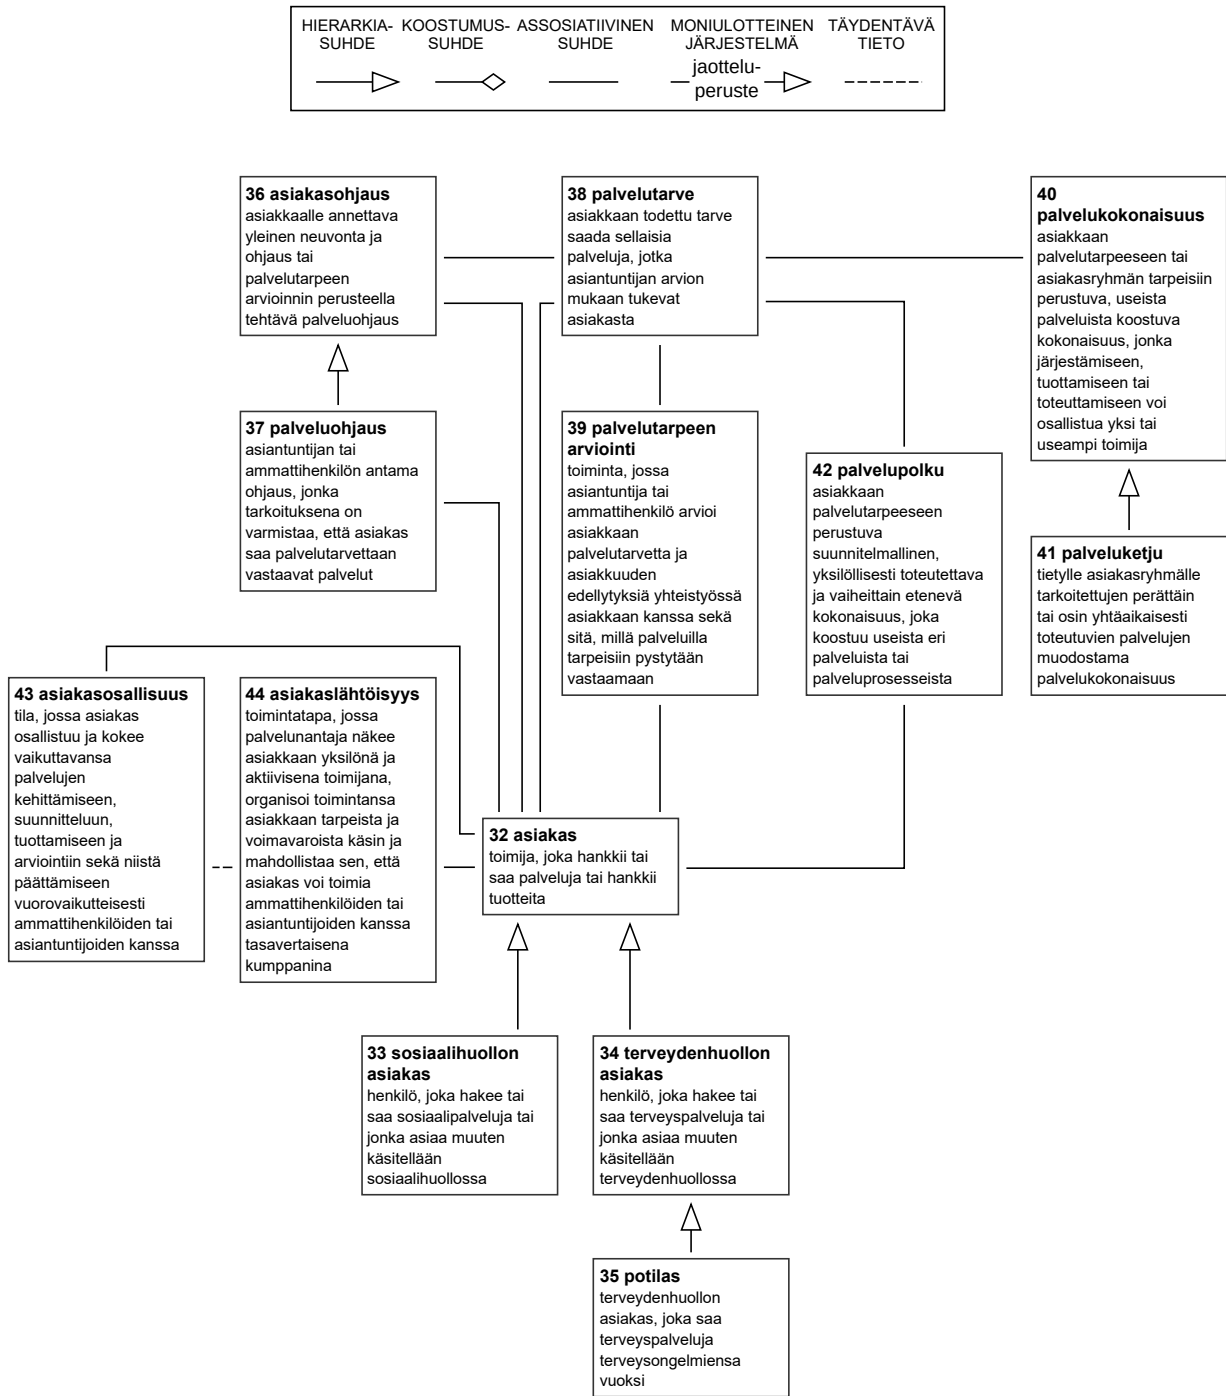 HIERARKIA-
SUHDE
KOOSTUMUS-
SUHDE
ASSOSIATIIVINEN
SUHDE
MONIULOTTEINEN
JÄRJESTELMÄ
jaottelu-
peruste
TÄYDENTÄVÄ
TIETO
36 asiakasohjaus
asiakkaalle annettava
yleinen neuvonta ja
ohjaus tai
palvelutarpeen
arvioinnin perusteella
tehtävä palveluohjaus
38 palvelutarve
asiakkaan todettu tarve
saada sellaisia
palveluja, jotka
asiantuntijan arvion
mukaan tukevat
asiakasta
40
palvelukokonaisuus
asiakkaan
palvelutarpeeseen tai
asiakasryhmän tarpeisiin
perustuva, useista
palveluista koostuva
kokonaisuus, jonka
järjestämiseen,
tuottamiseen tai
toteuttamiseen voi
osallistua yksi tai
useampi toimija
37 palveluohjaus
asiantuntijan tai
ammattihenkilön antama
ohjaus, jonka
tarkoituksena on
varmistaa, että asiakas
saa palvelutarvettaan
vastaavat palvelut
39 palvelutarpeen
arviointi
toiminta, jossa
asiantuntija tai
ammattihenkilö arvioi
asiakkaan
palvelutarvetta ja
asiakkuuden
edellytyksiä yhteistyössä
asiakkaan kanssa sekä
sitä, millä palveluilla
tarpeisiin pystytään
vastaamaan
42 palvelupolku
asiakkaan
palvelutarpeeseen
perustuva
suunnitelmallinen,
yksilöllisesti toteutettava
ja vaiheittain etenevä
kokonaisuus, joka
koostuu useista eri
palveluista tai
palveluprosesseista
41 palveluketju
tietylle asiakasryhmälle
tarkoitettujen perättäin
tai osin yhtäaikaisesti
toteutuvien palvelujen
muodostama
palvelukokonaisuus
43 asiakasosallisuus
tila, jossa asiakas
osallistuu ja kokee
vaikuttavansa
palvelujen
kehittämiseen,
suunnitteluun,
tuottamiseen ja
arviointiin sekä niistä
päättämiseen
vuorovaikutteisesti
ammattihenkilöiden tai
asiantuntijoiden kanssa
44 asiakaslähtöisyys
toimintatapa, jossa
palvelunantaja näkee
asiakkaan yksilönä ja
aktiivisena toimijana,
organisoi toimintansa
asiakkaan tarpeista ja
voimavaroista käsin ja
mahdollistaa sen, että
asiakas voi toimia
ammattihenkilöiden tai
asiantuntijoiden kanssa
tasavertaisena
kumppanina
32 asiakas
toimija, joka hankkii tai
saa palveluja tai hankkii
tuotteita
33 sosiaalihuollon
asiakas
henkilö, joka hakee tai
saa sosiaalipalveluja tai
jonka asiaa muuten
käsitellään
sosiaalihuollossa
34 terveydenhuollon
asiakas
henkilö, joka hakee tai
saa terveyspalveluja tai
jonka asiaa muuten
käsitellään
terveydenhuollossa
35 potilas
terveydenhuollon
asiakas, joka saa
terveyspalveluja
terveysongelmiensa
vuoksi